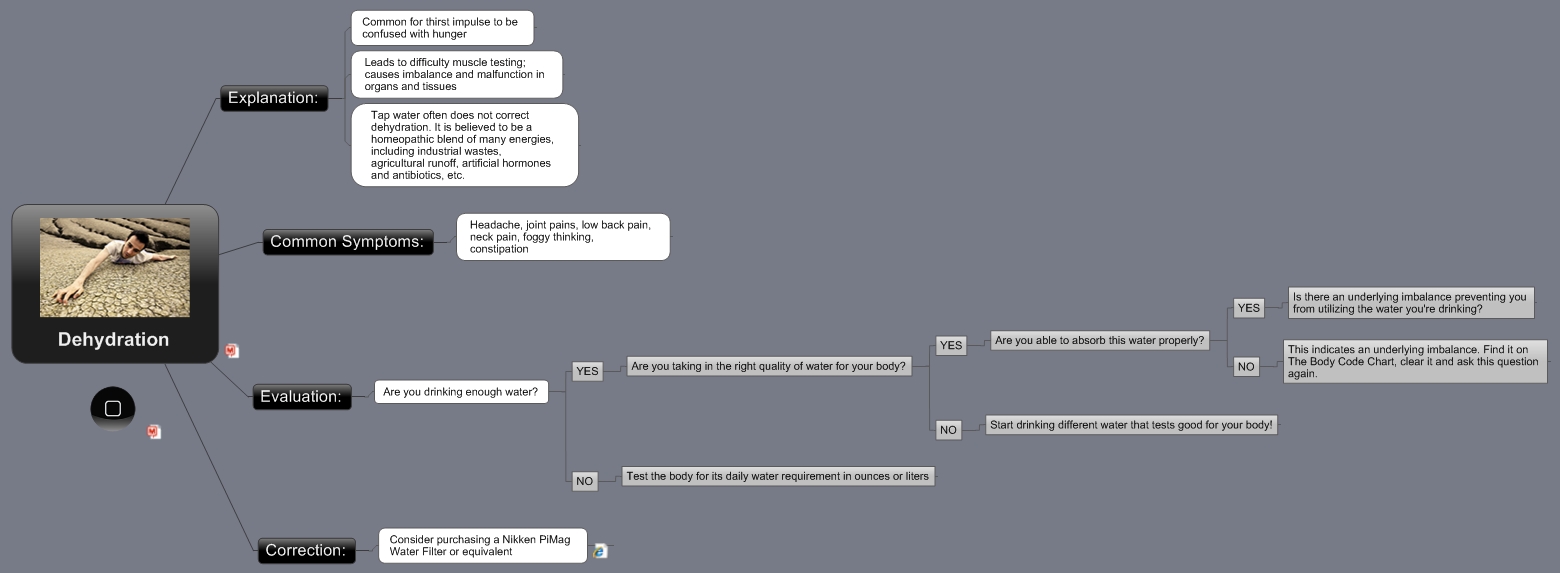 Common for thirst impulse to be
confused with hunger
Leads to difficulty muscle testing;
causes imbalance and malfunction in
organs and tissues
Explanation:
Tap water often does not correct
dehydration. It is believed to be a
homeopathic blend of many energies,
including industrial wastes,
agricultural runoff, artificial hormones
and antibiotics, etc.
Common Symptoms:
Headache, joint pains, low back pain,
neck pain, foggy thinking,
constipation
Dehydration
Evaluation:
Are you drinking enough water?
YES
Are you taking in the right quality of water for your body?
YES
Are you able to absorb this water properly?
YES
Is there an underlying imbalance preventing you
from utilizing the water you're drinking?
NO
This indicates an underlying imbalance. Find it on
The Body Code Chart, clear it and ask this question
again.
NO
Start drinking different water that tests good for your body!
NO
Test the body for its daily water requirement in ounces or liters
Correction:
Consider purchasing a Nikken PiMag
Water Filter or equivalent